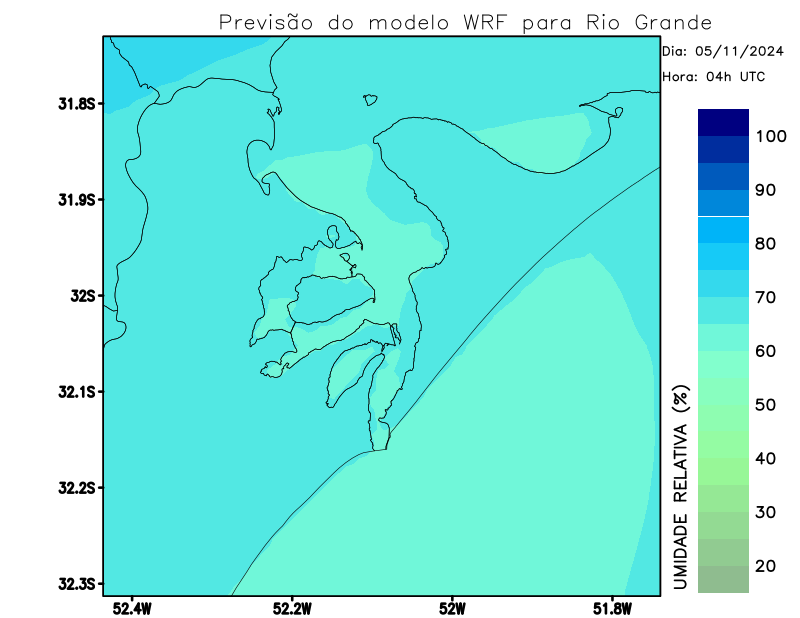 Previsão do modelo WRF para Rio Grande
Dia: 05/11/2024
Hora: 04h UTC
31.8S
31.9S
32S
32.1S
32.2S
32.3S
52.4W
52.2W
52W
51.8W
100
90
80
70
60
50
40
30
20
UMIDADE RELATIVA (%)